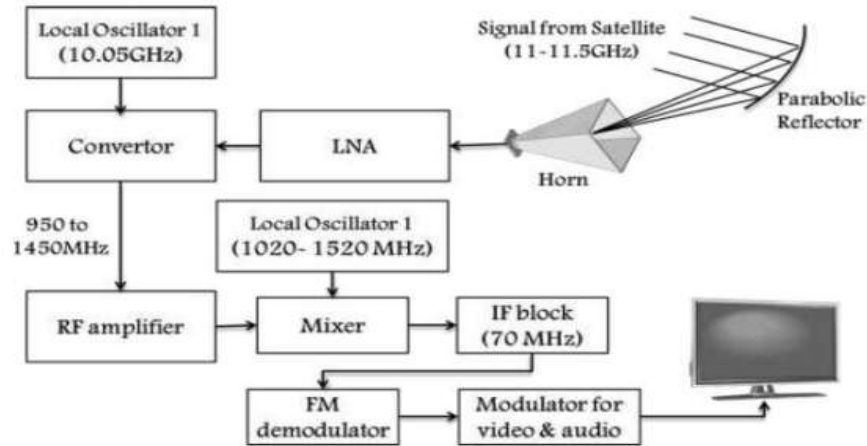 Local Oscillator 1
(10.05GHz)
Signal from Satellite
(11-11.5GHz)
Parabolic
Reflector
Convertor
LNA
Horn
950 to
1450MHz
Local Oscillator 1
(1020- 1520 MHz)
RF amplifier
Mixer
IF block
(70 MHz)
FM
demodulator
Modulator for
video & audio